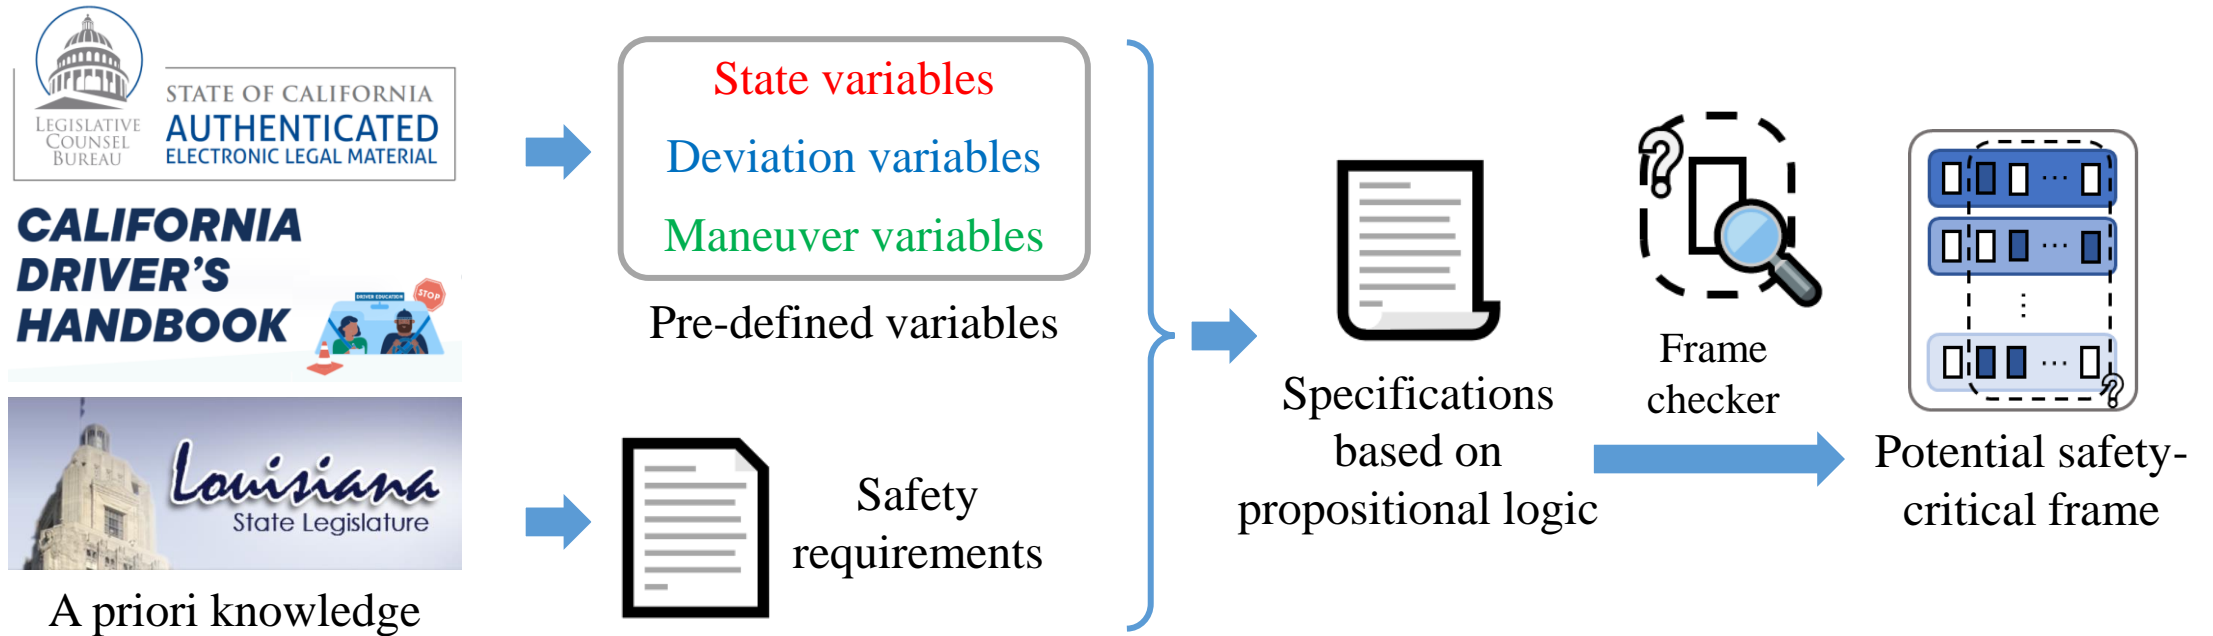 LEGISLATIVE
COUNSEL
BUREAU
STATE OF CALIFORNIA
AUTHENTICATED
ELECTRONIC LEGAL MATERIAL
CALIFORNIA
DRIVER'S
HANDBOOK
DRIVER EDUCATION
STOP
Louisiana
State Legislature
A priori knowledge
State variables
Deviation variables
Maneuver variables
Pre-defined variables
Safety
requirements
Specifications
based on
propositional logic
?
Frame
checker
...
...
...
...
?
Potential safety-
critical frame